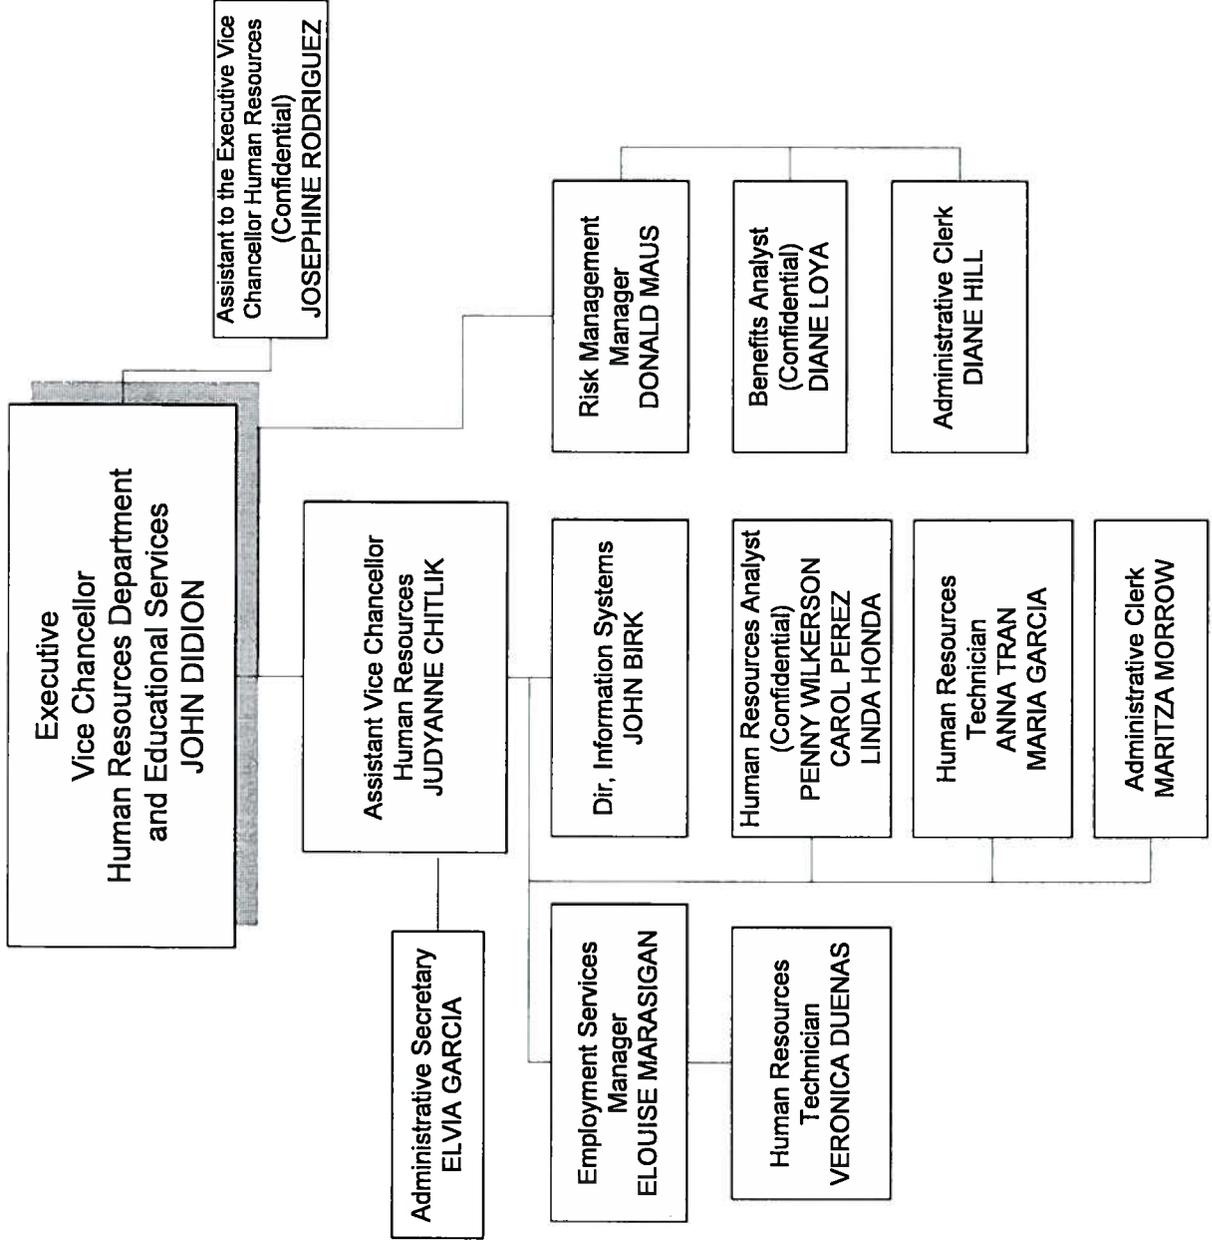 Executive
Vice Chancellor
Human Resources Department
and Educational Services
JOHN DIDION
Assistant to the Executive Vice
Chancellor Human Resources
(Confidential)
JOSEPHINE RODRIGUEZ
Assistant Vice Chancellor
Human Resources
JUDYANNE CHITLIK
Administrative Secretary
ELVIA GARCIA
Employment Services
Manager
ELOUISE MARASIGAN
Dir, Information Systems
JOHN BIRK
Risk Management
Manager
DONALD MAUS
Human Resources
Technician
VERONICA DUENAS
Human Resources Analyst
(Confidential)
PENNY WILKERSON
CAROL PEREZ
LINDA HONDA
Benefits Analyst
(Confidential)
DIANE LOYA
Human Resources
Technician
ANNA TRAN
MARIA GARCIA
Administrative Clerk
DIANE HILL
Administrative Clerk
MARITZA MORROW